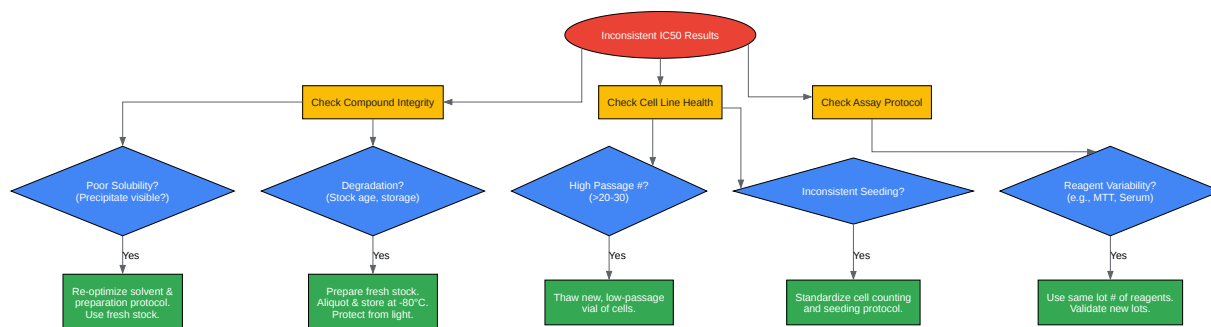 Inconsistent IC50 Results
Check Compound Integrity
Check Cell Line Health
Check Assay Protocol
Poor Solubility?
(Precipitate visible?)
Degradation?
(Stock age, storage)
High Passage #?
(>20-30)
Inconsistent Seeding?
Reagent Variability?
(e.g., MTT, Serum)
Yes
Yes
Yes
Yes
Yes
Re-optimize solvent &
preparation protocol.
Use fresh stock.
Prepare fresh stock.
Aliquot & store at -80°C.
Protect from light.
Thaw new, low-passage
vial of cells.
Standardize cell counting
and seeding protocol.
Use same lot # of reagents.
Validate new lots.